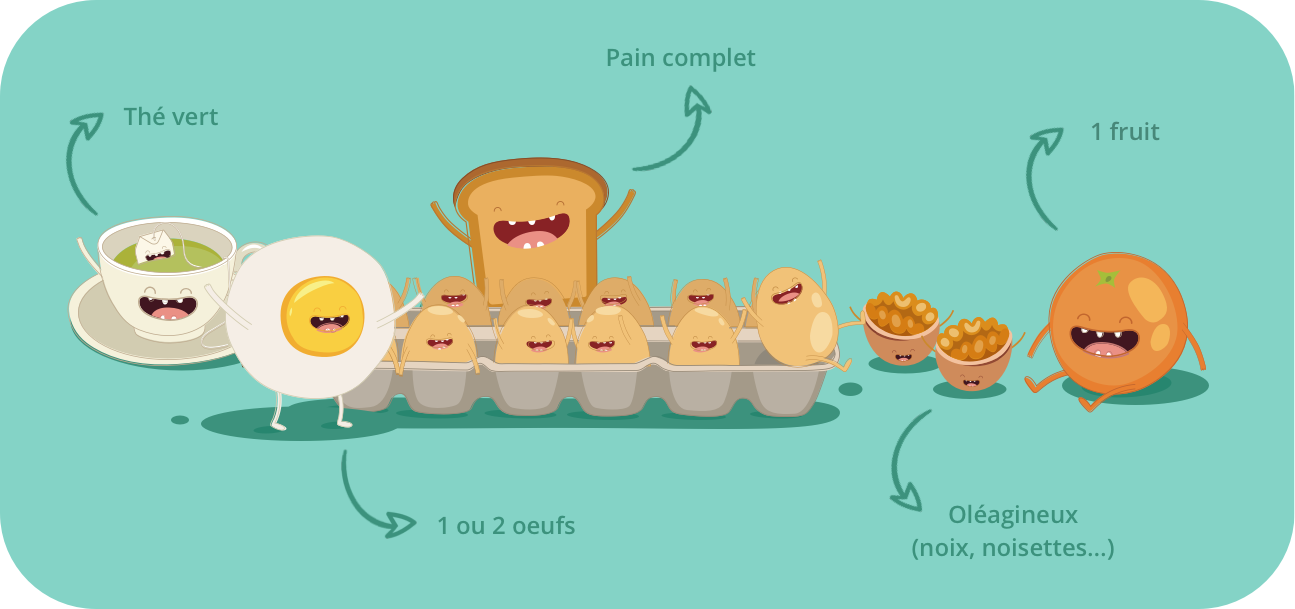 Pain complet
Thé vert
1 fruit
Oléagineux
(noix, noisettes...)
1 ou 2 oeufs